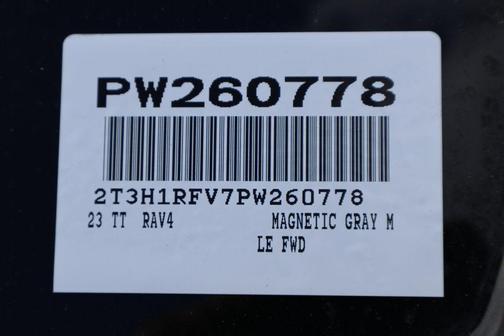 PW260778
2T3H1RFV7PW260778
23 TT RAV4 MAGNETIC GRAY M
LE FWD